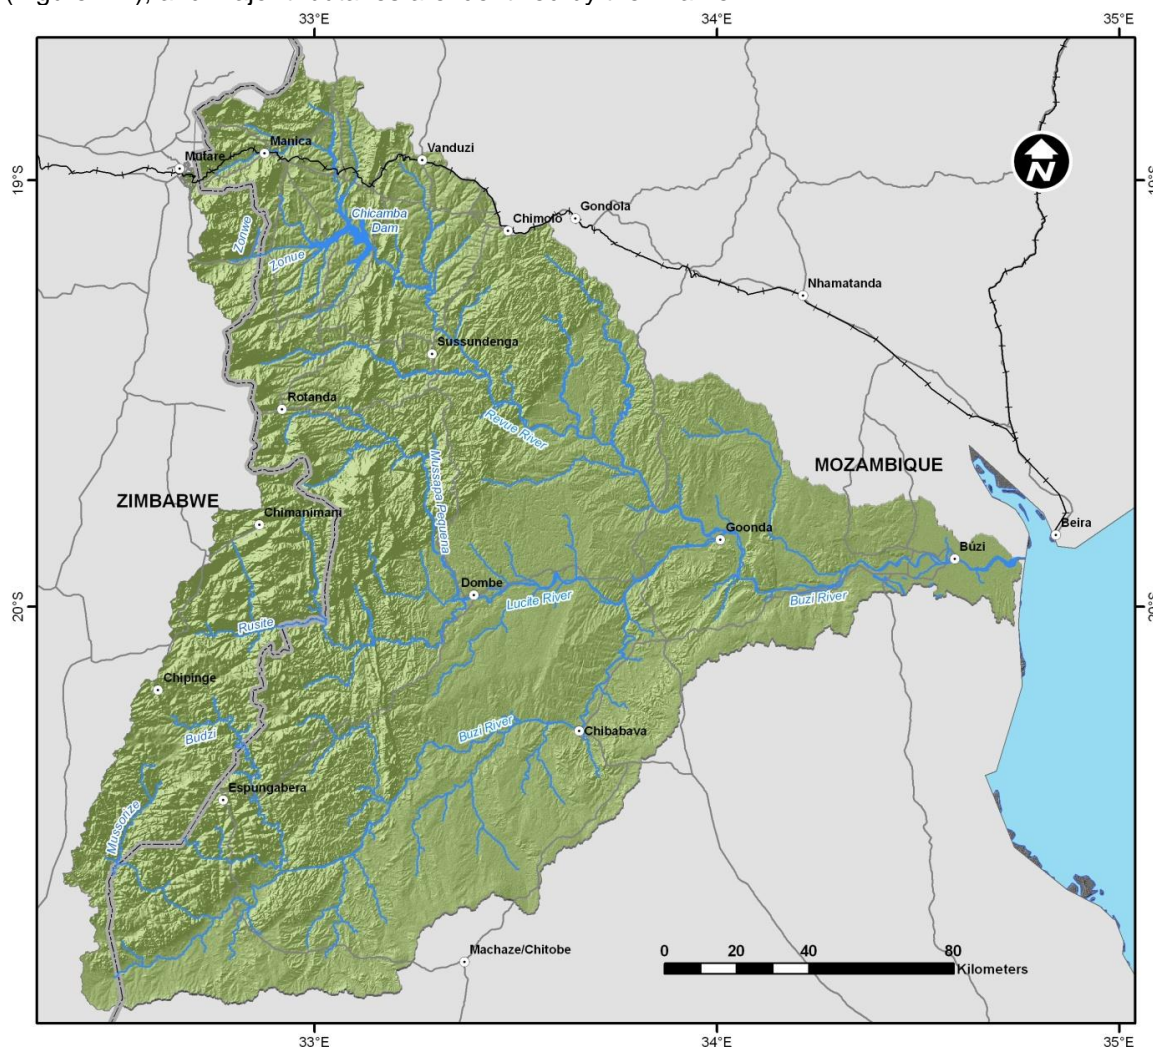 33°E
34°E
35°E
Manica
Vanduzi
Mutare
19°S
19°S
N
Chicamba
Dam
Gondola
Chimoio
Zonwe
Zonue
Nhamatanda
Sussundenga
Rotanda
Revue River
Mussapa Pequena
MOZAMBIQUE
ZIMBABWE
Chimanimani
Beira
Goonda
Búzi
Dombe
Lucite River
Buzi River
20°S
20°S
Rusite
Chipinge
Budzi
Buzi River
Chibabava
Espungabera
Mussorize
Machaze/Chitobe
0
20
40
80
Kilometers
33°E
34°E
35°E